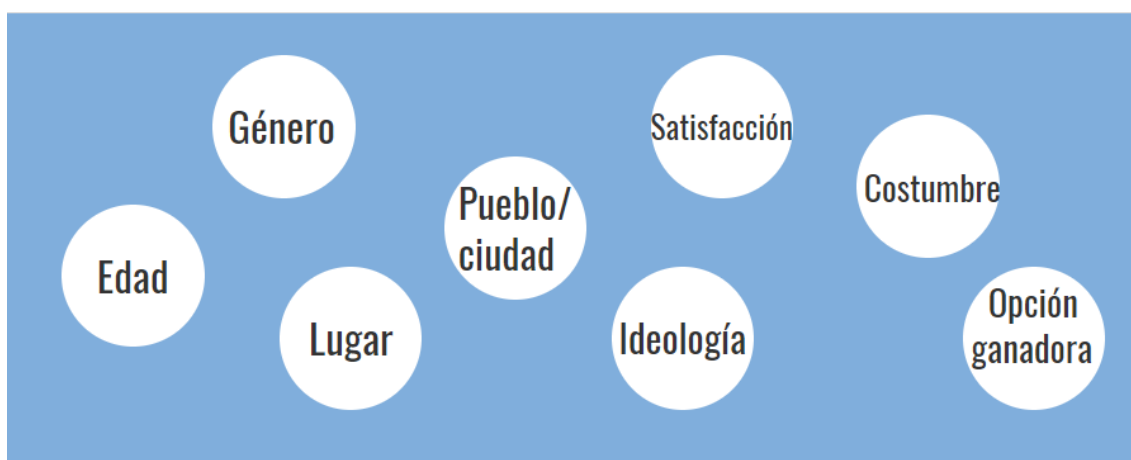 Género
Satisfacción
Costumbre
Pueblo/
ciudad
Edad
Lugar
Ideología
Opción
ganadora